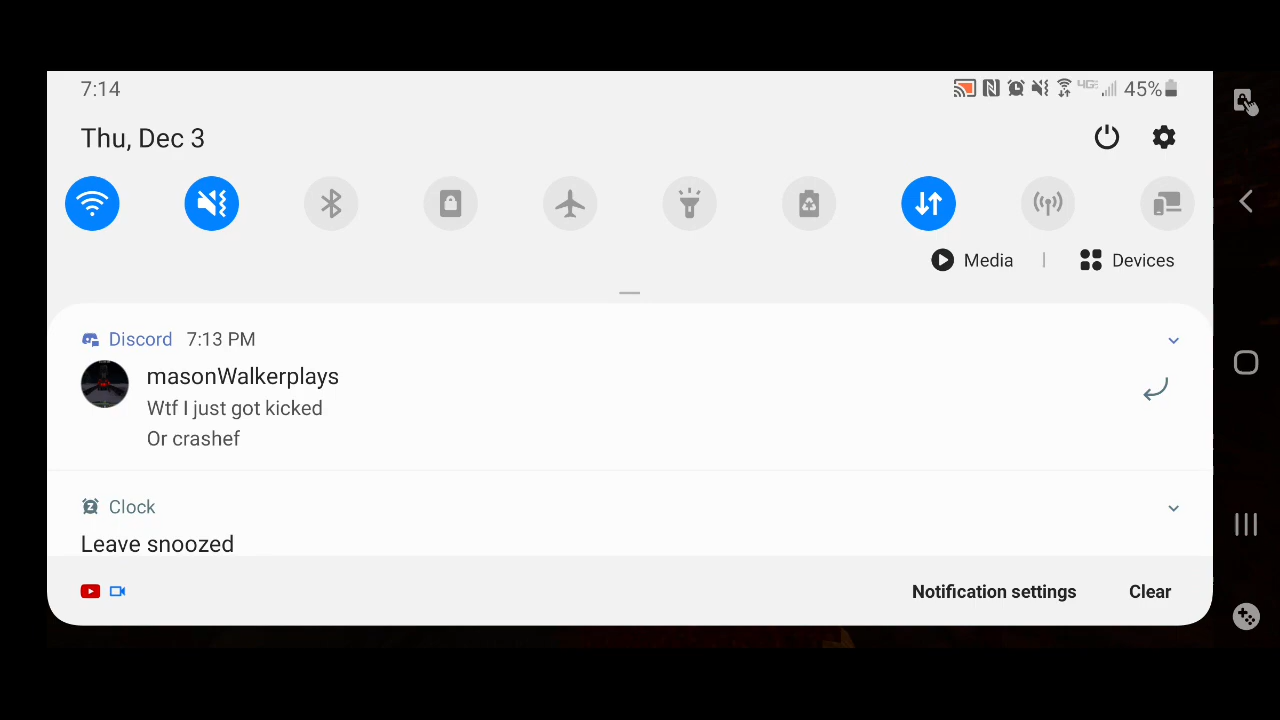 7:14
4G 45%
Thu, Dec 3
Media | Devices
Discord 7:13 PM
masonWalkerplays
Wtf I just got kicked
Or crashef
Clock
Leave snoozed
Notification settings Clear